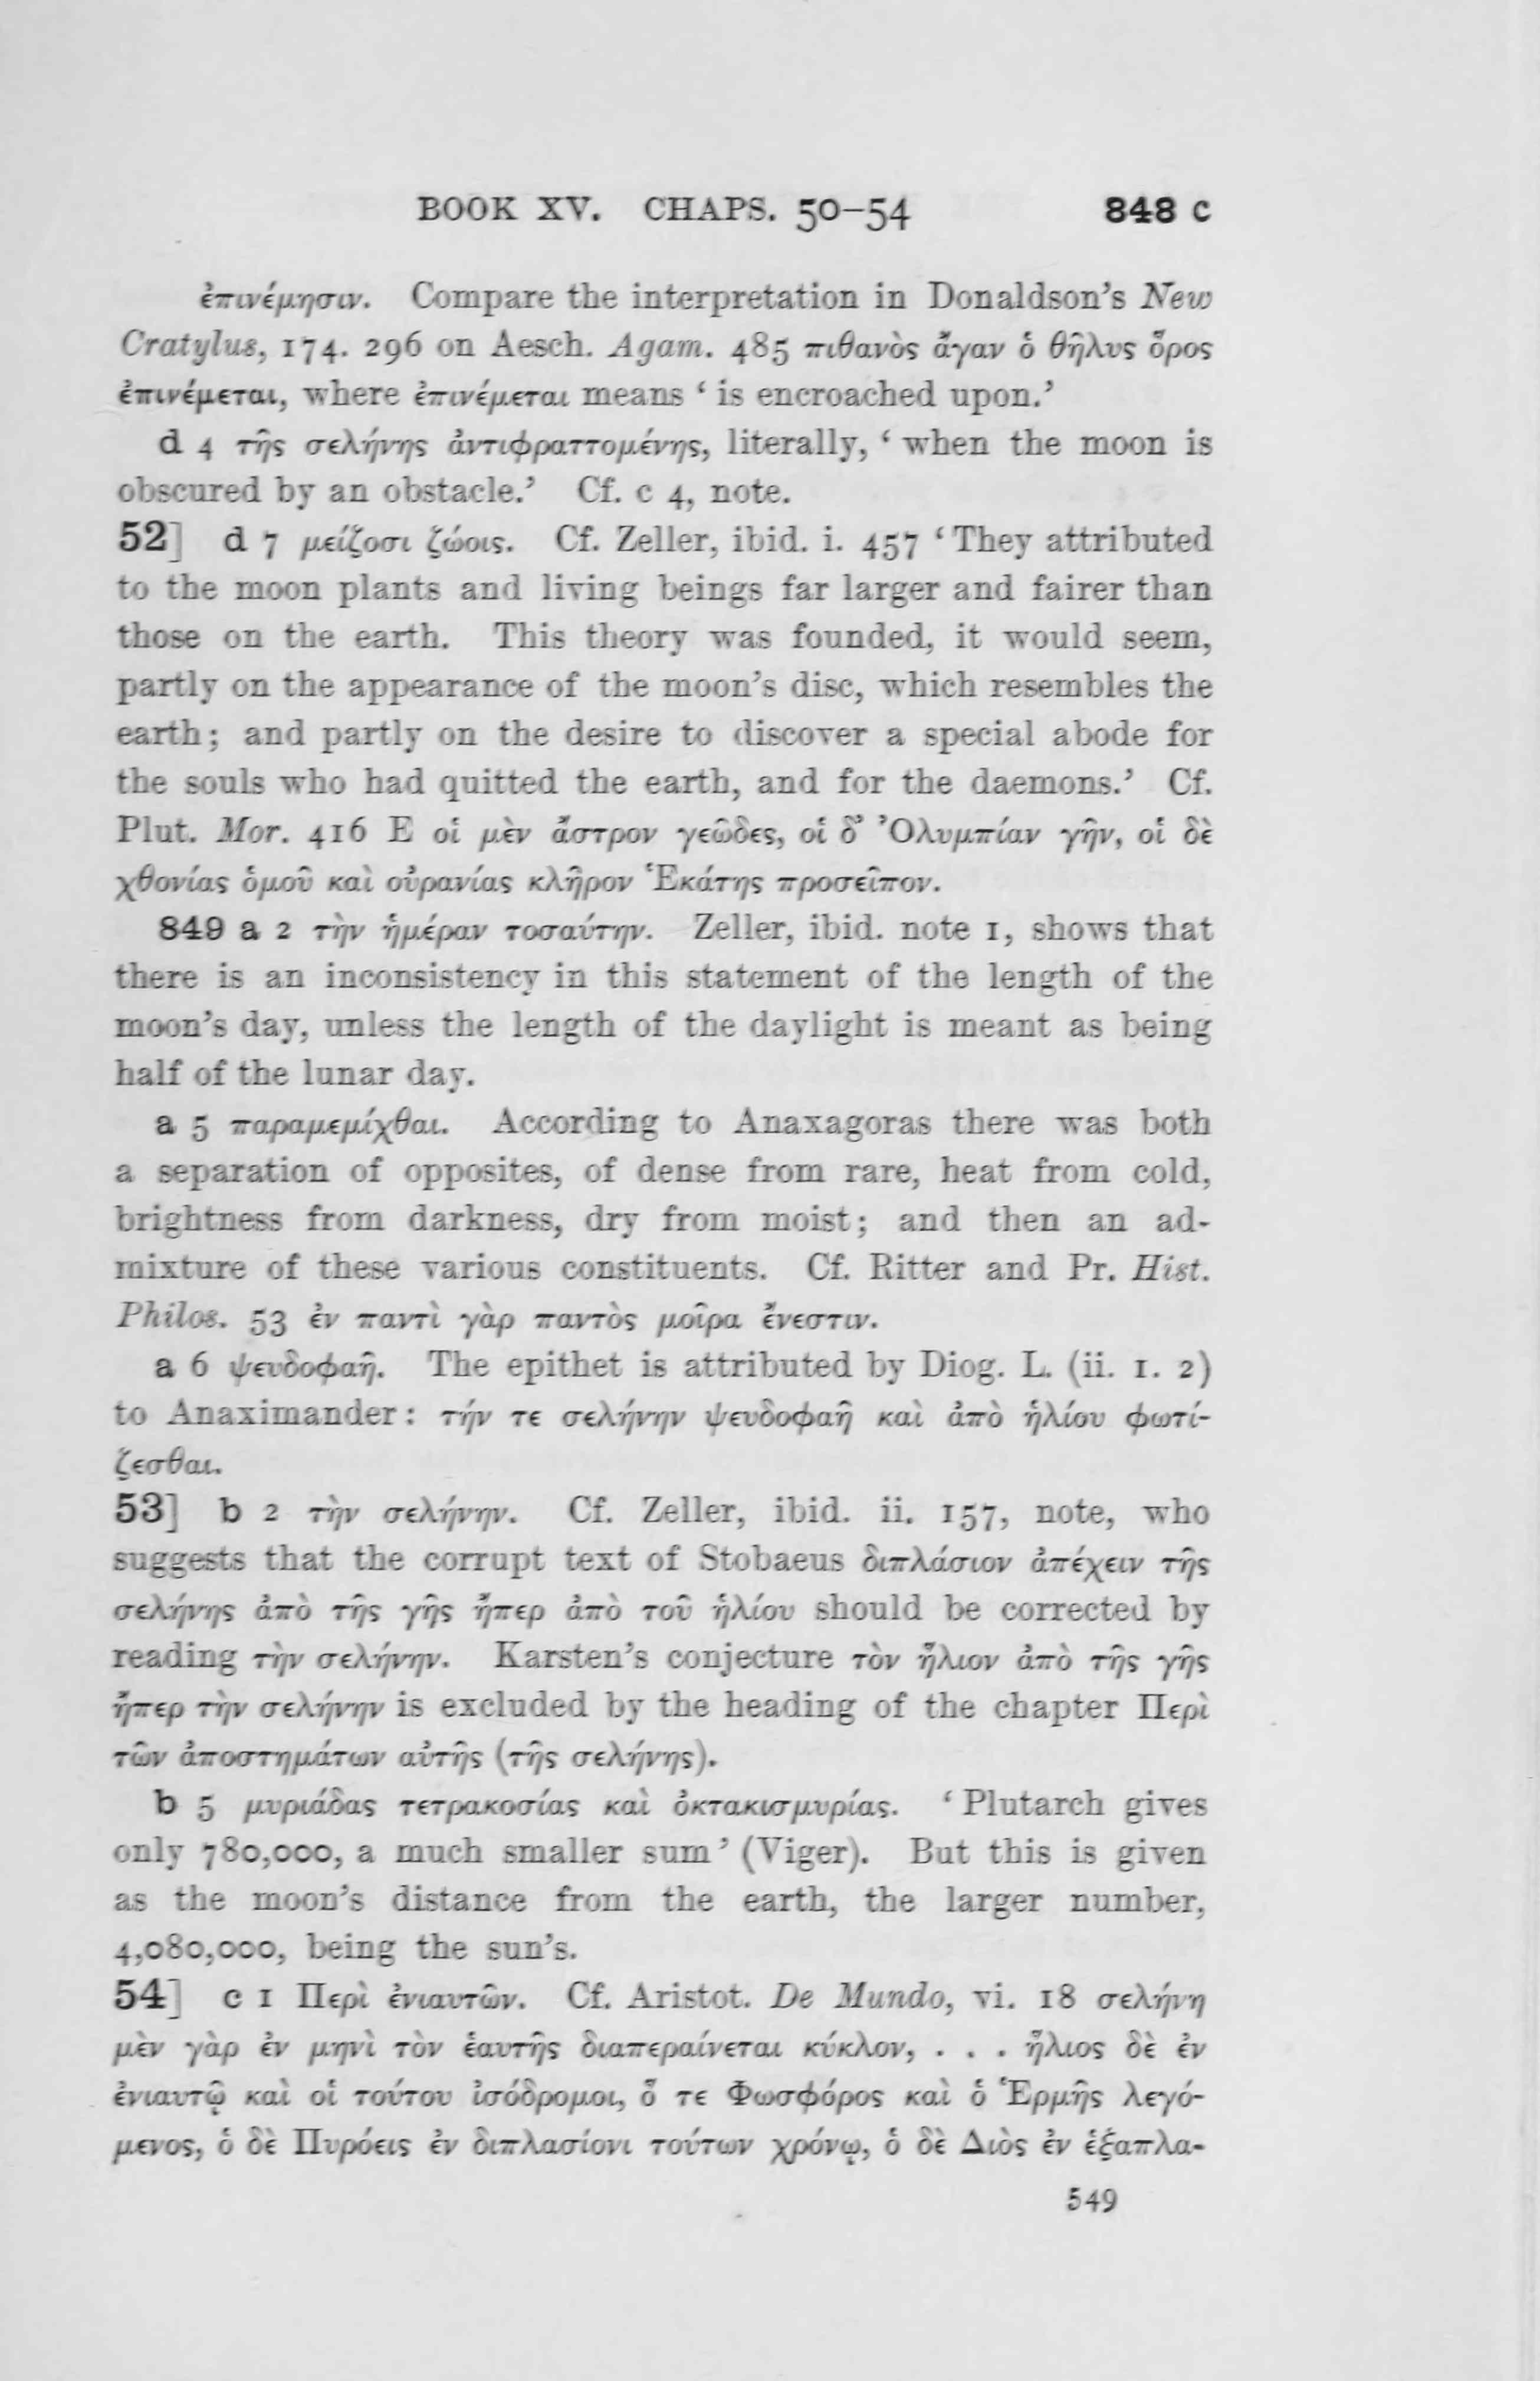 BOOK XV. CHAPS. 50–54 848 c
ἐπινέμησιν. Compare the interpretation in Donaldson's New
Cratylus, 174. 296 on Aesch. Agam. 485 πιθανὸς ἄγαν ὁ θῆλυς ὅρος
ἐπινέμεται, where ἐπινέμεται means ‘ is encroached upon.’
d 4 τῆς σελήνης ἀντιφραττομένης, literally, ‘ when the moon is
obscured by an obstacle.’ Cf. c 4, note.
52] d 7 μείζοσι ζώοις. Cf. Zeller, ibid. i. 457 ‘ They attributed
to the moon plants and living beings far larger and fairer than
those on the earth. This theory was founded, it would seem,
partly on the appearance of the moon's disc, which resembles the
earth; and partly on the desire to discover a special abode for
the souls who had quitted the earth, and for the daemons.’ Cf.
Plut. Mor. 416 E οἱ μὲν ἄστρον γεῶδες, οἱ δ’ Ὀλυμπίαν γῆν, οἱ δὲ
χθονίας ὁμοῦ καὶ οὐρανίας κλῆρον Ἑκάτης προσεῖπον.
849 a 2 τὴν ἡμέραν τοσαύτην. Zeller, ibid. note 1, shows that
there is an inconsistency in this statement of the length of the
moon's day, unless the length of the daylight is meant as being
half of the lunar day.
a 5 παραμεμίχθαι. According to Anaxagoras there was both
a separation of opposites, of dense from rare, heat from cold,
brightness from darkness, dry from moist; and then an ad-
mixture of these various constituents. Cf. Ritter and Pr. Hist.
Philos. 53 ἐν παντὶ γὰρ παντὸς μοῖρα ἔνεστιν.
a 6 ψευδοφαῆ. The epithet is attributed by Diog. L. (ii. 1. 2)
to Anaximander: τήν τε σελήνην ψευδοφαῆ καὶ ἀπὸ ἡλίου φωτί-
ζεσθαι.
53] b 2 τὴν σελήνην. Cf. Zeller, ibid. ii. 157, note, who
suggests that the corrupt text of Stobaeus διπλάσιον ἀπέχειν τῆς
σελήνης ἀπὸ τῆς γῆς ἤπερ ἀπὸ τοῦ ἡλίου should be corrected by
reading τὴν σελήνην. Karsten's conjecture τὸν ἥλιον ἀπὸ τῆς γῆς
ἤπερ τὴν σελήνην is excluded by the heading of the chapter Περὶ
τῶν ἀποστημάτων αὐτῆς (τῆς σελήνης).
b 5 μυριάδας τετρακοσίας καὶ ὀκτακισμυρίας. ‘ Plutarch gives
only 780,000, a much smaller sum ’ (Viger). But this is given
as the moon's distance from the earth, the larger number,
4,080,000, being the sun's.
54] c 1 Περὶ ἐνιαυτῶν. Cf. Aristot. De Mundo, vi. 18 σελήνη
μὲν γὰρ ἐν μηνὶ τὸν ἑαυτῆς διαπεραίνεται κύκλον, . . . ἥλιος δὲ ἐν
ἐνιαυτῷ καὶ οἱ τούτου ἰσόδρομοι, ὅ τε Φωσφόρος καὶ ὁ Ἑρμῆς λεγό-
μενος, ὁ δὲ Πυρόεις ἐν διπλασίονι τούτων χρόνῳ, ὁ δὲ Διὸς ἐν ἑξαπλα-
549